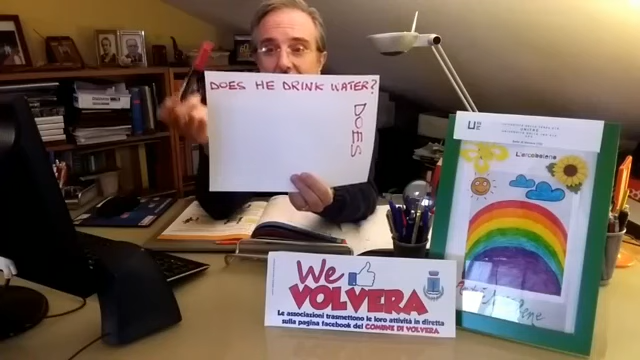 DOES HE DRINK WATER?
DOES
L'arcobaleno
We
VOLVERA
Le associazioni trasmettono le loro attività in diretta
sulla pagina facebook del COMUNE DI VOLVERA